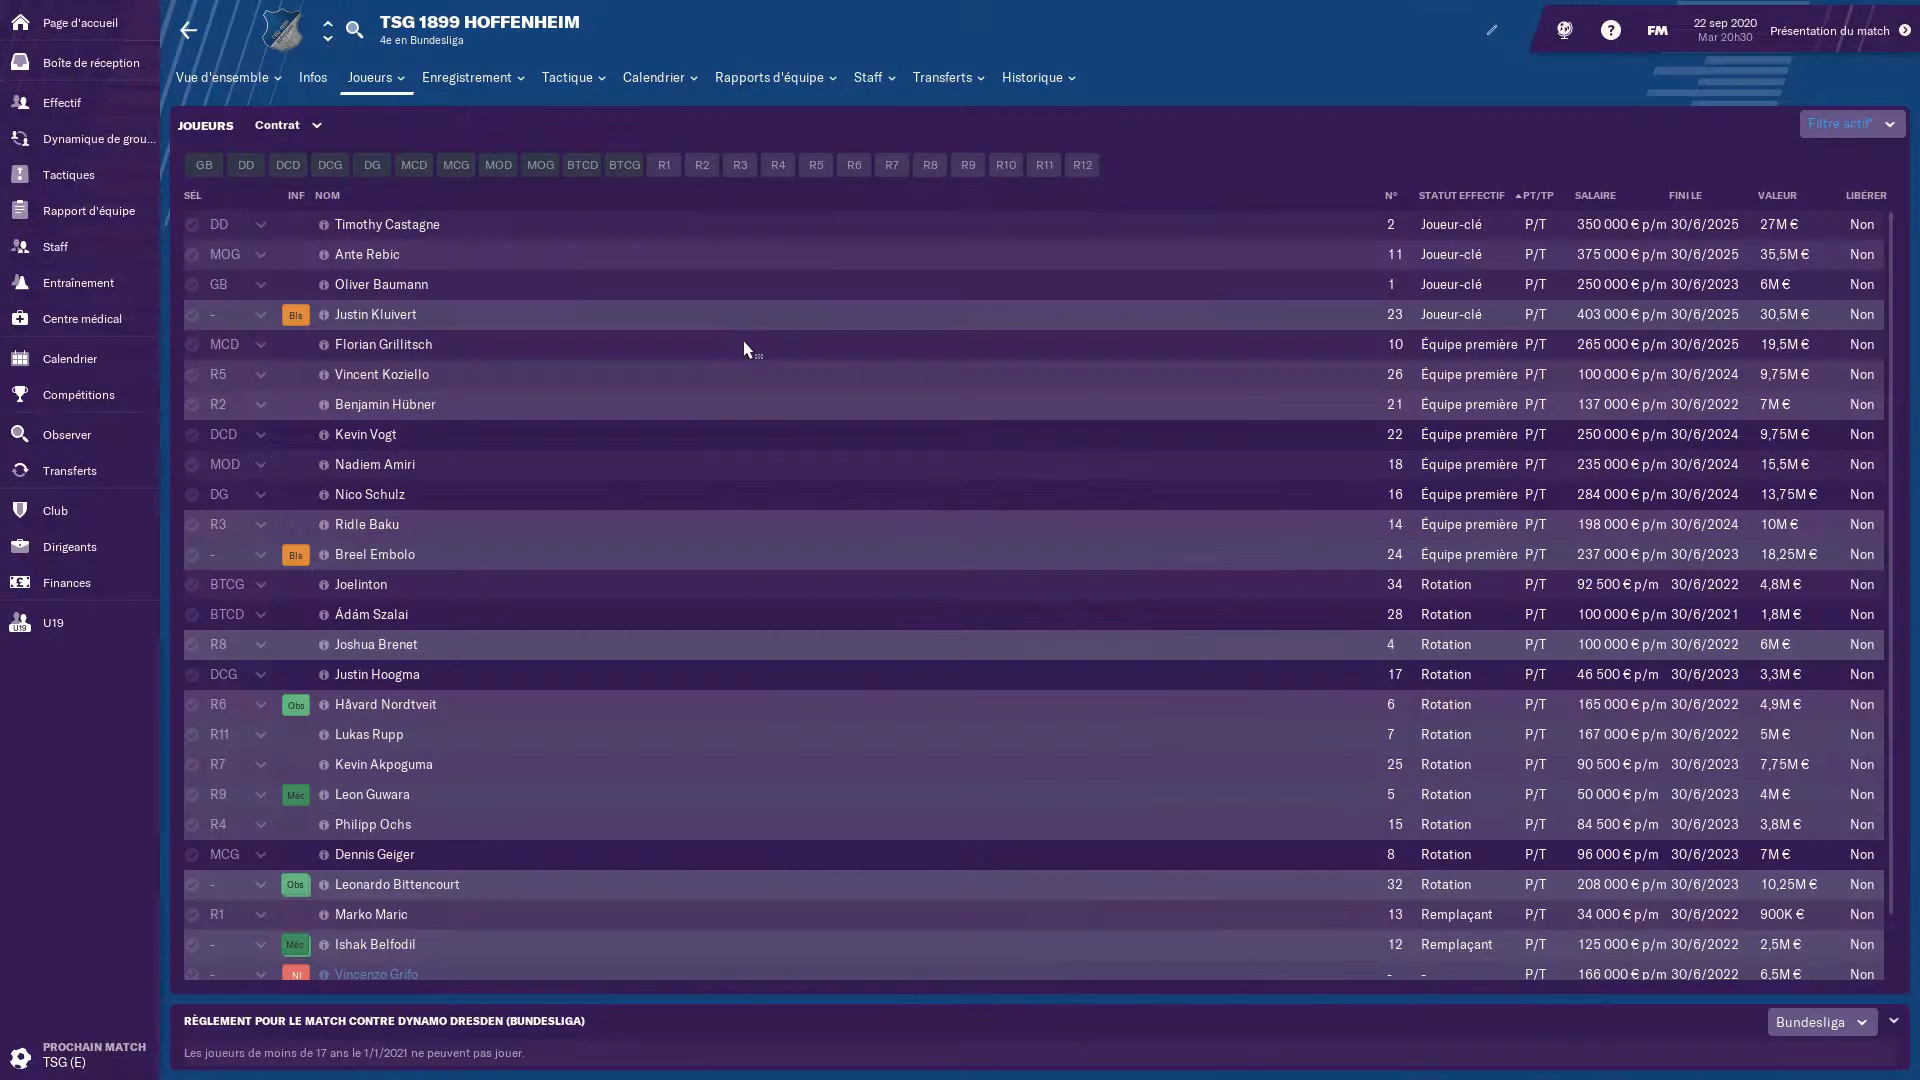 Page d'accueil
Boîte de réception
Effectif
Dynamique de grou...
Tactiques
Rapport d'équipe
Staff
Entraînement
Centre médical
Calendrier
Compétitions
Observer
Transferts
Club
Dirigeants
Finances
U19
PROCHAIN MATCH
TSG (E)
TSG 1899 HOFFENHEIM
4e en Bundesliga
FM
22 sep 2020
Mar 20h30
Présentation du match
Vue d'ensemble Infos Joueurs Enregistrement Tactique Calendrier Rapports d'équipe Staff Transferts Historique
JOUEURS Contrat Filtre actif*
GB DD DCD DCG DG MCD MCG MOD MOG BTCD BTCG R1 R2 R3 R4 R5 R6 R7 R8 R9 R10 R11 R12
SÉL INF NOM N° STATUT EFFECTIF PT/TP SALAIRE FINI LE VALEUR LIBÉRER
DD Timothy Castagne 2 Joueur-clé P/T 350 000 € p/m 30/6/2025 27M € Non
MOG Ante Rebic 11 Joueur-clé P/T 375 000 € p/m 30/6/2025 35,5M € Non
GB Oliver Baumann 1 Joueur-clé P/T 250 000 € p/m 30/6/2023 6M € Non
- Bls Justin Kluivert 23 Joueur-clé P/T 403 000 € p/m 30/6/2025 30,5M € Non
MCD Florian Grillitsch 10 Équipe première P/T 265 000 € p/m 30/6/2025 19,5M € Non
R5 Vincent Koziello 26 Équipe première P/T 100 000 € p/m 30/6/2024 9,75M € Non
R2 Benjamin Hübner 21 Équipe première P/T 137 000 € p/m 30/6/2022 7M € Non
DCD Kevin Vogt 22 Équipe première P/T 250 000 € p/m 30/6/2024 9,75M € Non
MOD Nadiem Amiri 18 Équipe première P/T 235 000 € p/m 30/6/2024 15,5M € Non
DG Nico Schulz 16 Équipe première P/T 284 000 € p/m 30/6/2024 13,75M € Non
R3 Ridle Baku 14 Équipe première P/T 198 000 € p/m 30/6/2024 10M € Non
- Bls Breel Embolo 24 Équipe première P/T 237 000 € p/m 30/6/2023 18,25M € Non
BTCG Joelinton 34 Rotation P/T 92 500 € p/m 30/6/2022 4,8M € Non
BTCD Ádám Szalai 28 Rotation P/T 100 000 € p/m 30/6/2021 1,8M € Non
R8 Joshua Brenet 4 Rotation P/T 100 000 € p/m 30/6/2022 6M € Non
DCG Justin Hoogma 17 Rotation P/T 46 500 € p/m 30/6/2023 3,3M € Non
R6 Obs Håvard Nordtveit 6 Rotation P/T 165 000 € p/m 30/6/2022 4,9M € Non
R11 Lukas Rupp 7 Rotation P/T 167 000 € p/m 30/6/2022 5M € Non
R7 Kevin Akpoguma 25 Rotation P/T 90 500 € p/m 30/6/2023 7,75M € Non
R9 Méc Leon Guwara 5 Rotation P/T 50 000 € p/m 30/6/2023 4M € Non
R4 Philipp Ochs 15 Rotation P/T 84 500 € p/m 30/6/2023 3,8M € Non
MCG Dennis Geiger 8 Rotation P/T 96 000 € p/m 30/6/2023 7M € Non
- Obs Leonardo Bittencourt 32 Rotation P/T 208 000 € p/m 30/6/2023 10,25M € Non
R1 Marko Maric 13 Remplaçant P/T 34 000 € p/m 30/6/2022 900K € Non
- Méc Ishak Belfodil 12 Remplaçant P/T 125 000 € p/m 30/6/2022 2,5M € Non
- NI Vincenzo Grifo - - P/T 166 000 € p/m 30/6/2022 6,5M € Non
RÈGLEMENT POUR LE MATCH CONTRE DYNAMO DRESDEN (BUNDESLIGA) Bundesliga
Les joueurs de moins de 17 ans le 1/1/2021 ne peuvent pas jouer.